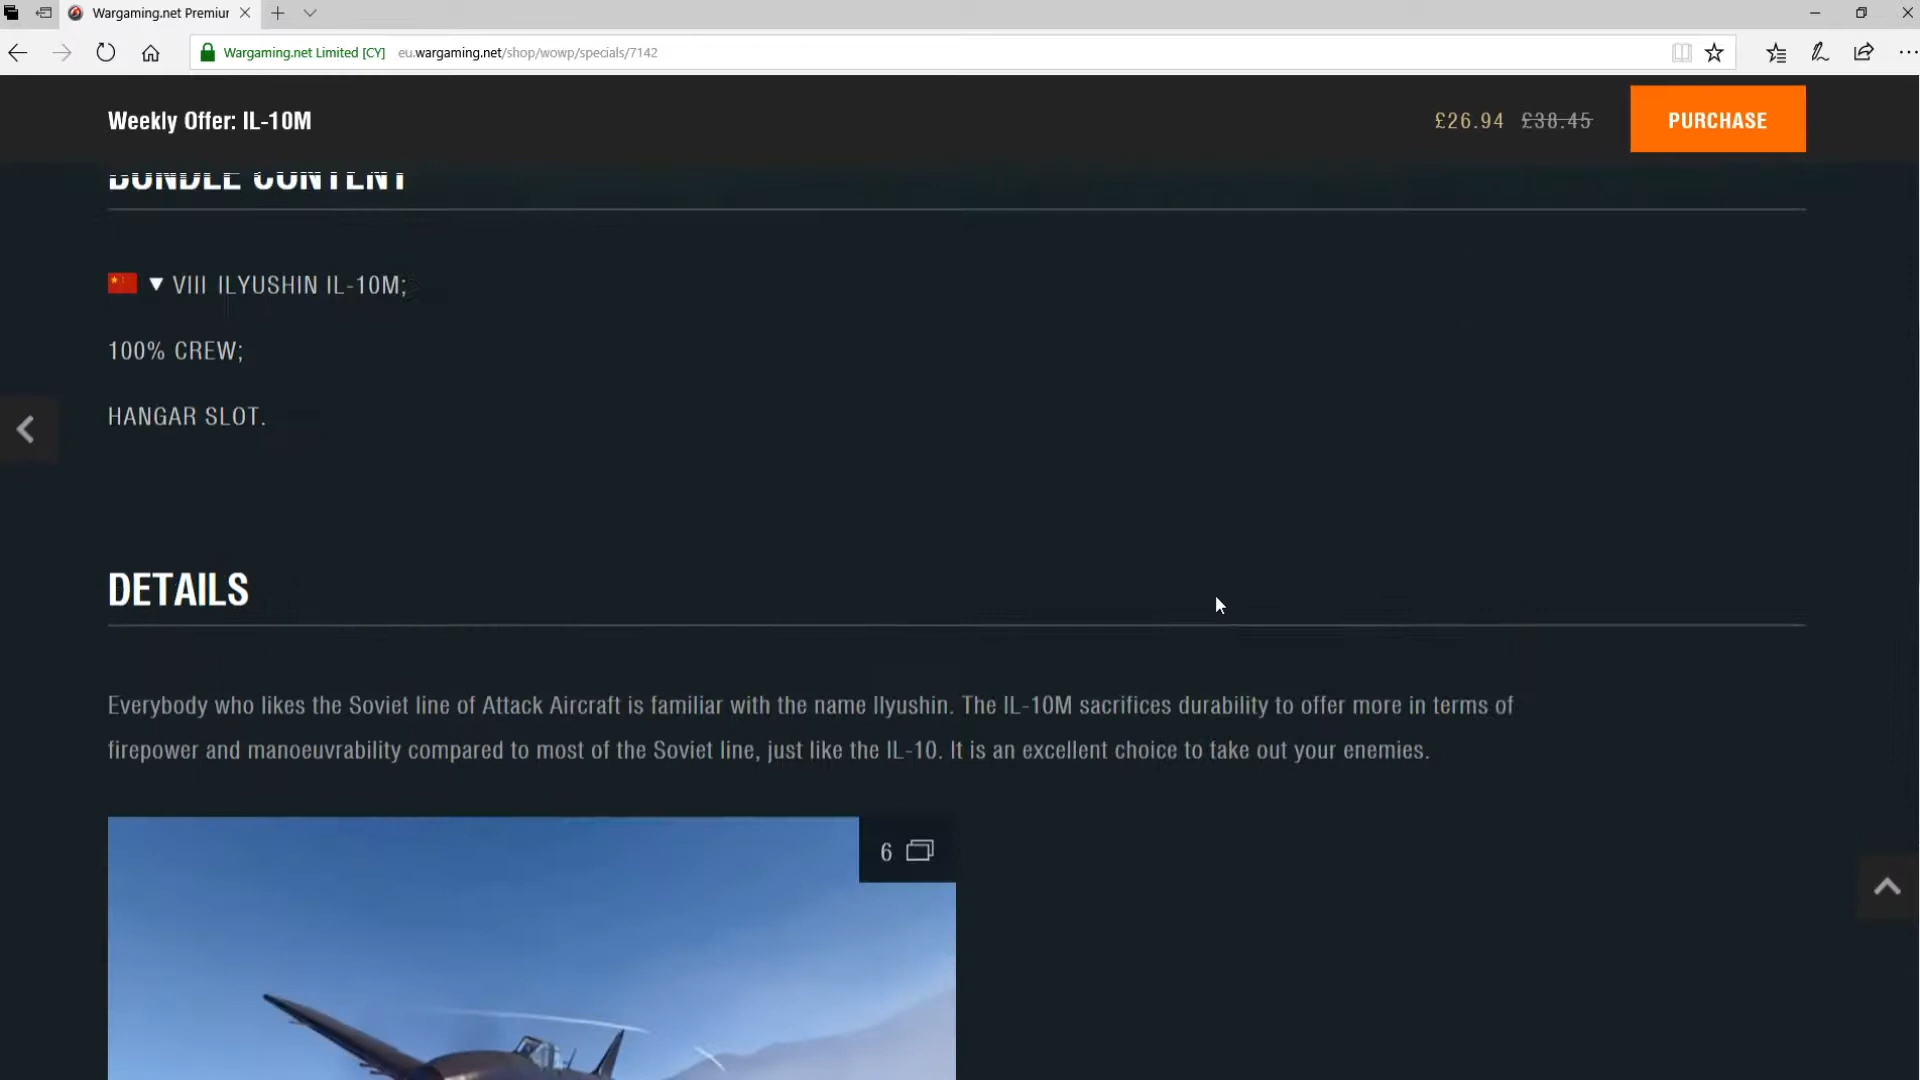 Wargaming.net Premiur
Wargaming.net Limited [CY] eu.wargaming.net/shop/wowp/specials/7142
Weekly Offer: IL-10M
£26.94 £38.45 PURCHASE
BUNDLE CONTENT
VIII ILYUSHIN IL-10M;
100% CREW;
HANGAR SLOT.
DETAILS
Everybody who likes the Soviet line of Attack Aircraft is familiar with the name Ilyushin. The IL-10M sacrifices durability to offer more in terms of
firepower and manoeuvrability compared to most of the Soviet line, just like the IL-10. It is an excellent choice to take out your enemies.
6